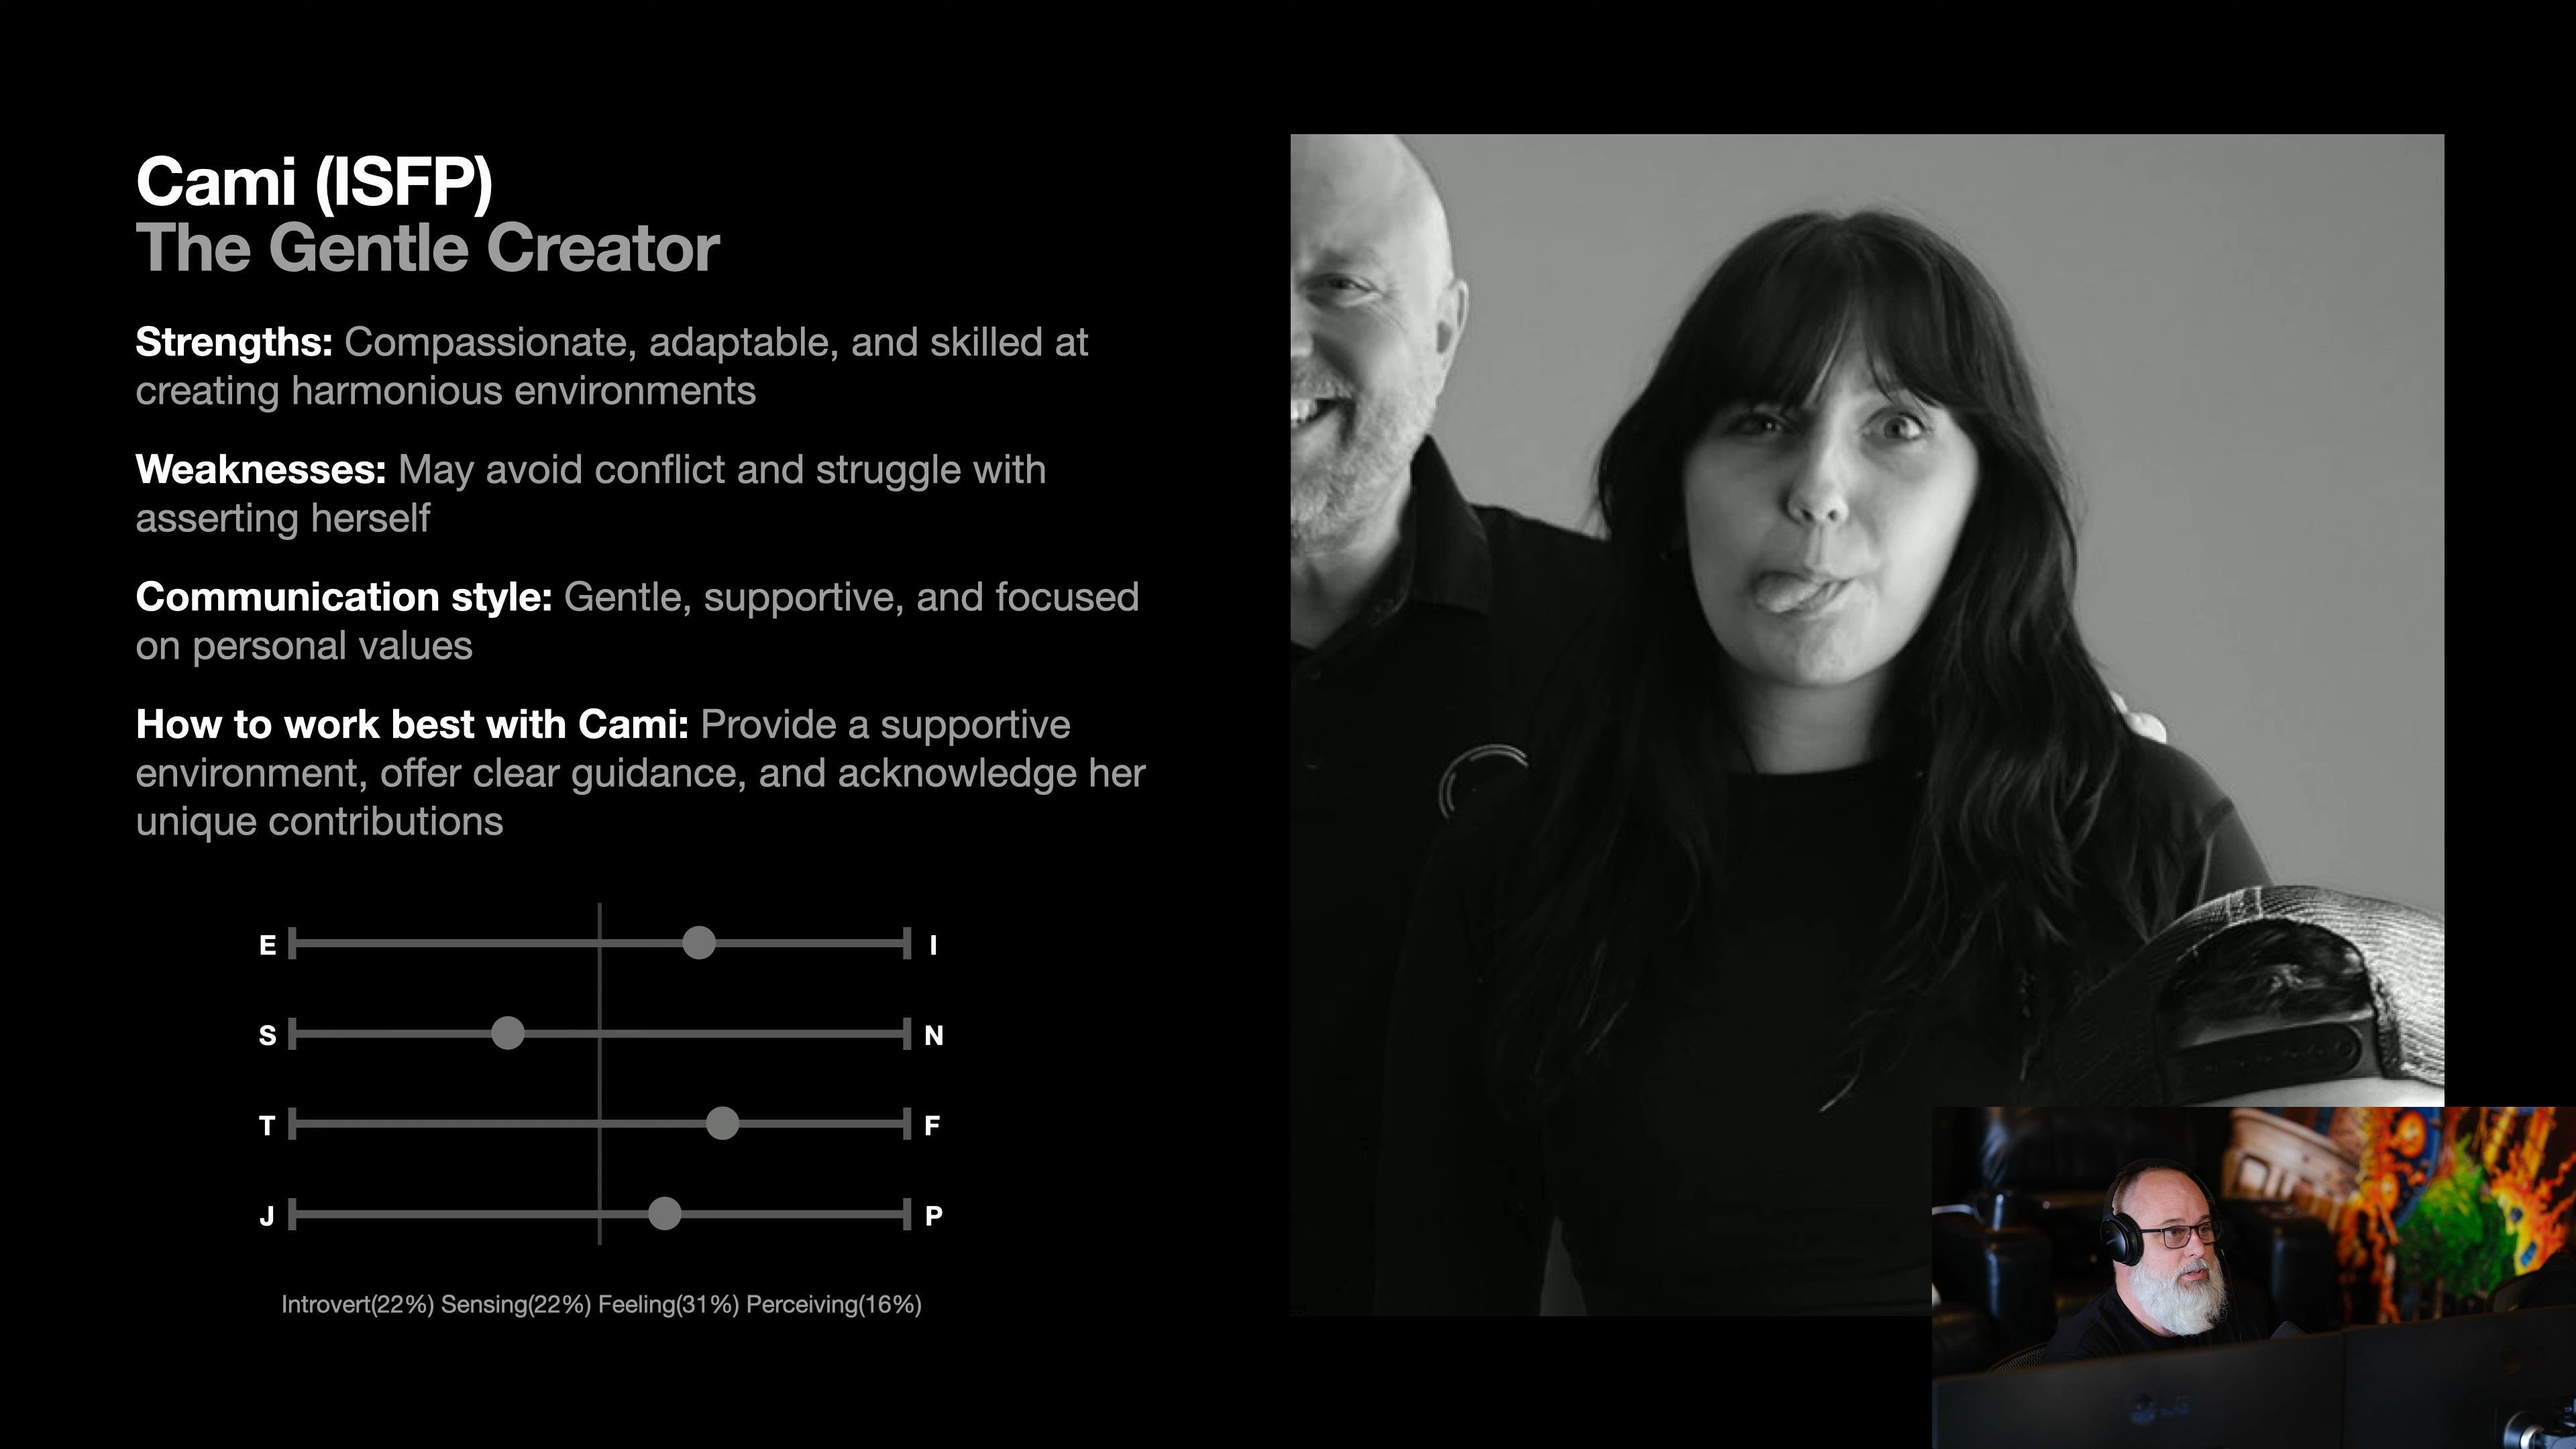 Cami (ISFP)
The Gentle Creator
Strengths: Compassionate, adaptable, and skilled at
creating harmonious environments
Weaknesses: May avoid conflict and struggle with
asserting herself
Communication style: Gentle, supportive, and focused
on personal values
How to work best with Cami: Provide a supportive
environment, offer clear guidance, and acknowledge her
unique contributions
E I
S N
T F
J P
Introvert(22%) Sensing(22%) Feeling(31%) Perceiving(16%)
LG